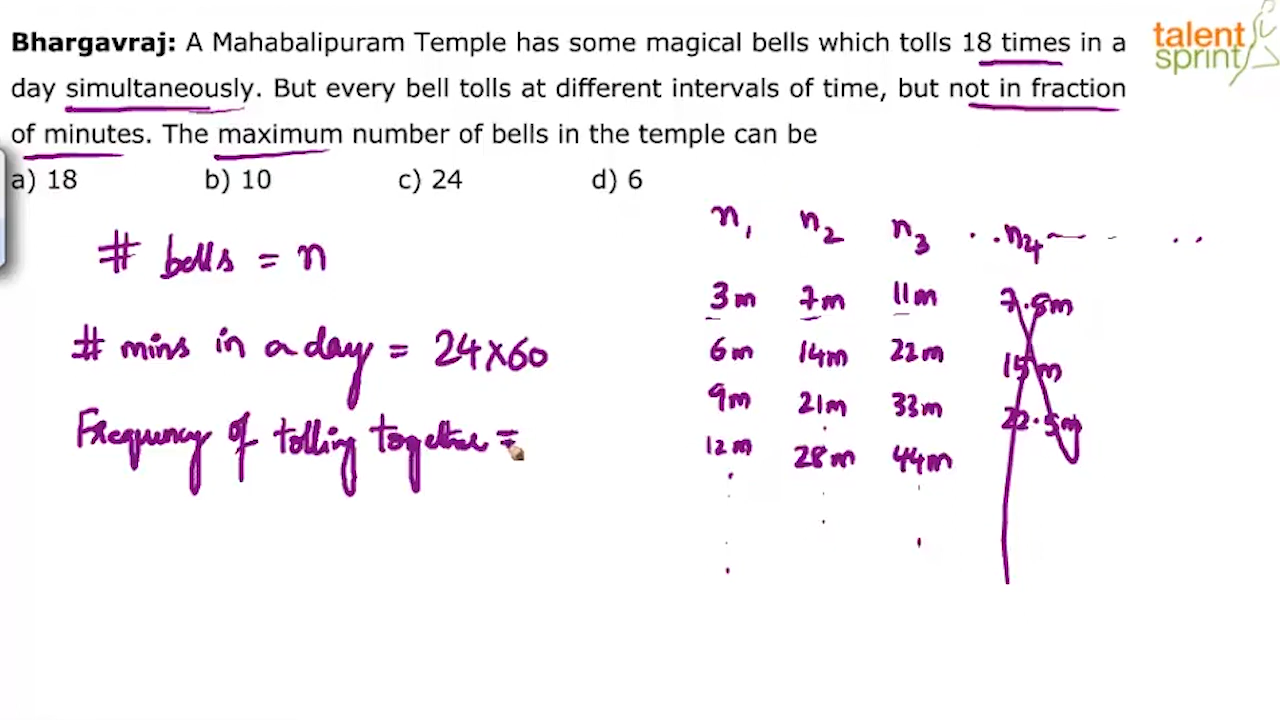 talent
sprint
Bhargavraj: A Mahabalipuram Temple has some magical bells which tolls 18 times in a
day simultaneously. But every bell tolls at different intervals of time, but not in fraction
of minutes. The maximum number of bells in the temple can be
a) 18 b) 10 c) 24 d) 6
# bells = n
# mins in a day = 24×60
Frequency of tolling together =
n1 n2 n3 ..n4 ..
3m 7m 11m 7.5m
6m 14m 22m 15m
9m 21m 33m 22.5m
12m 28m 44m